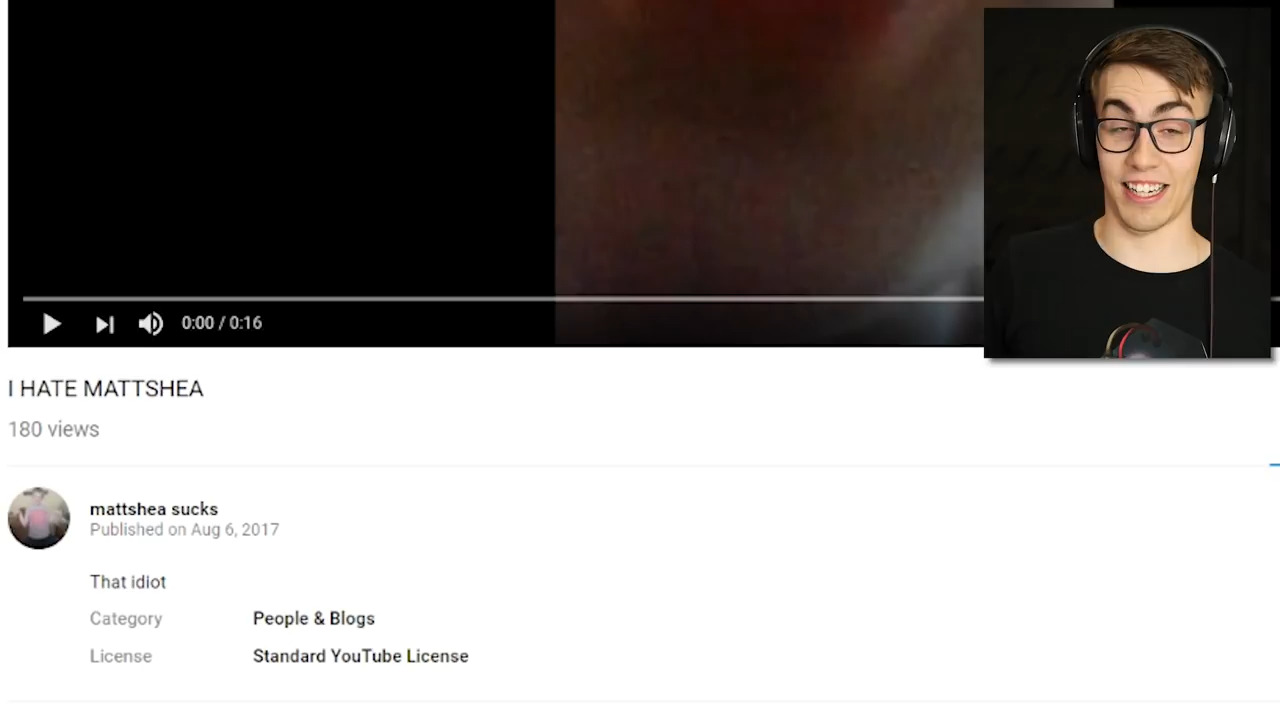 0:00 / 0:16
I HATE MATTSHEA
180 views
mattshea sucks
Published on Aug 6, 2017
That idiot
Category People & Blogs
License Standard YouTube License